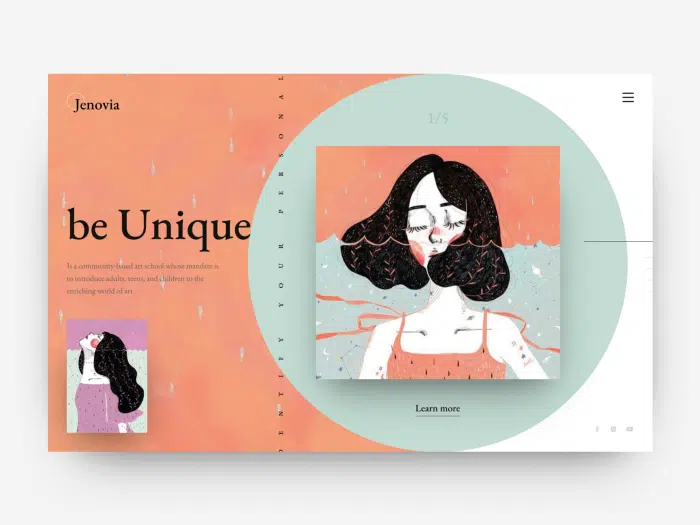 Jenovia
1/5
be Unique
Is a community-based art school whose mandate is
to introduce adults, teens, and children to the
enriching world of art.
DENTIFY YOUR PERSONAL
Learn more